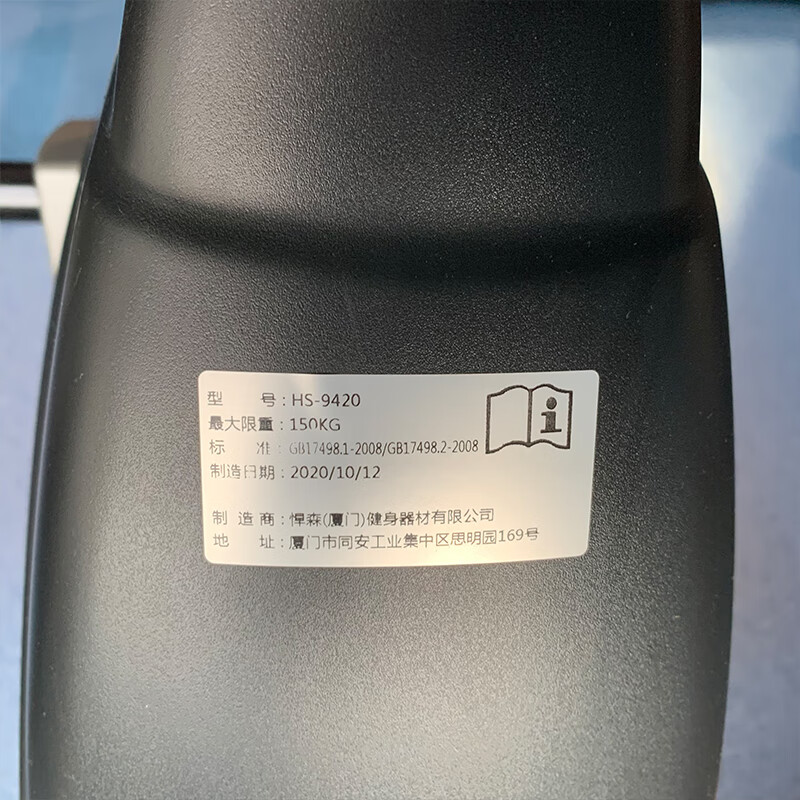 型 号：HS-9420
最大限重：150KG
标 准：GB17498.1-2008/GB17498.2-2008
制造日期：2020/10/12
制 造 商：悍森(厦门)健身器材有限公司
地 址：厦门市同安工业集中区思明园169号